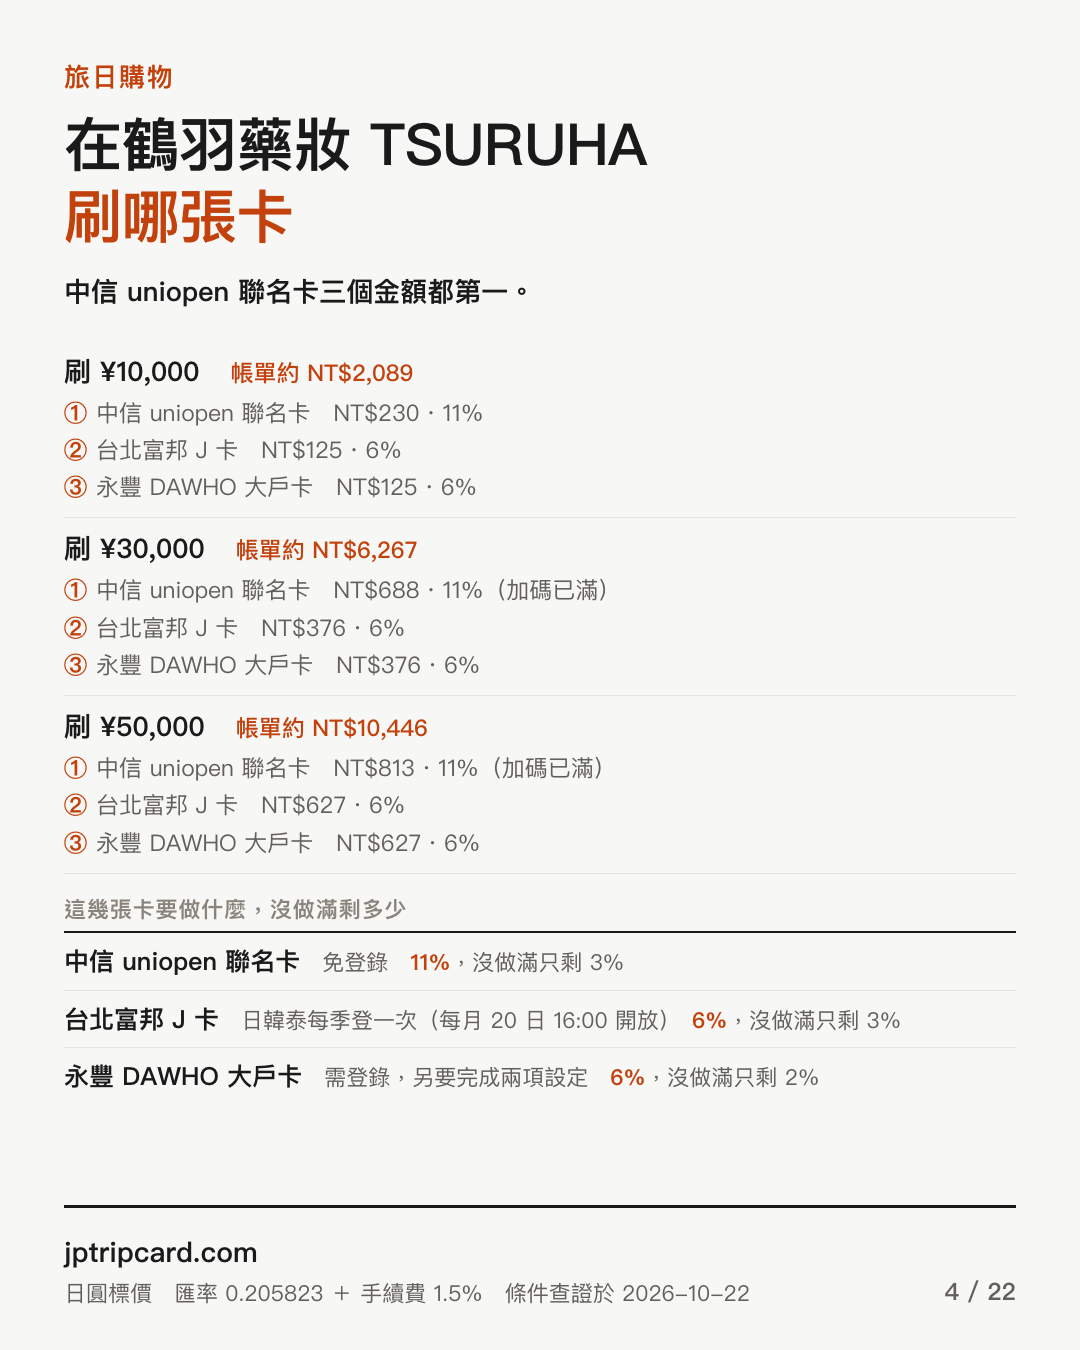 旅日購物
在鶴羽藥妝 TSURUHA
刷哪張卡
中信 uniopen 聯名卡三個金額都第一。
刷 ¥10,000 帳單約 NT$2,089
① 中信 uniopen 聯名卡 NT$230 · 11%
② 台北富邦 J 卡 NT$125 · 6%
③ 永豐 DAWHO 大戶卡 NT$125 · 6%
刷 ¥30,000 帳單約 NT$6,267
① 中信 uniopen 聯名卡 NT$688 · 11%（加碼已滿）
② 台北富邦 J 卡 NT$376 · 6%
③ 永豐 DAWHO 大戶卡 NT$376 · 6%
刷 ¥50,000 帳單約 NT$10,446
① 中信 uniopen 聯名卡 NT$813 · 11%（加碼已滿）
② 台北富邦 J 卡 NT$627 · 6%
③ 永豐 DAWHO 大戶卡 NT$627 · 6%
這幾張卡要做什麼，沒做滿剩多少
中信 uniopen 聯名卡 免登錄 11%，沒做滿只剩 3%
台北富邦 J 卡 日韓泰每季登一次（每月 20 日 16:00 開放） 6%，沒做滿只剩 3%
永豐 DAWHO 大戶卡 需登錄，另要完成兩項設定 6%，沒做滿只剩 2%
jptripcard.com
日圓標價 匯率 0.205823 + 手續費 1.5% 條件查證於 2026-10-22
4 / 22